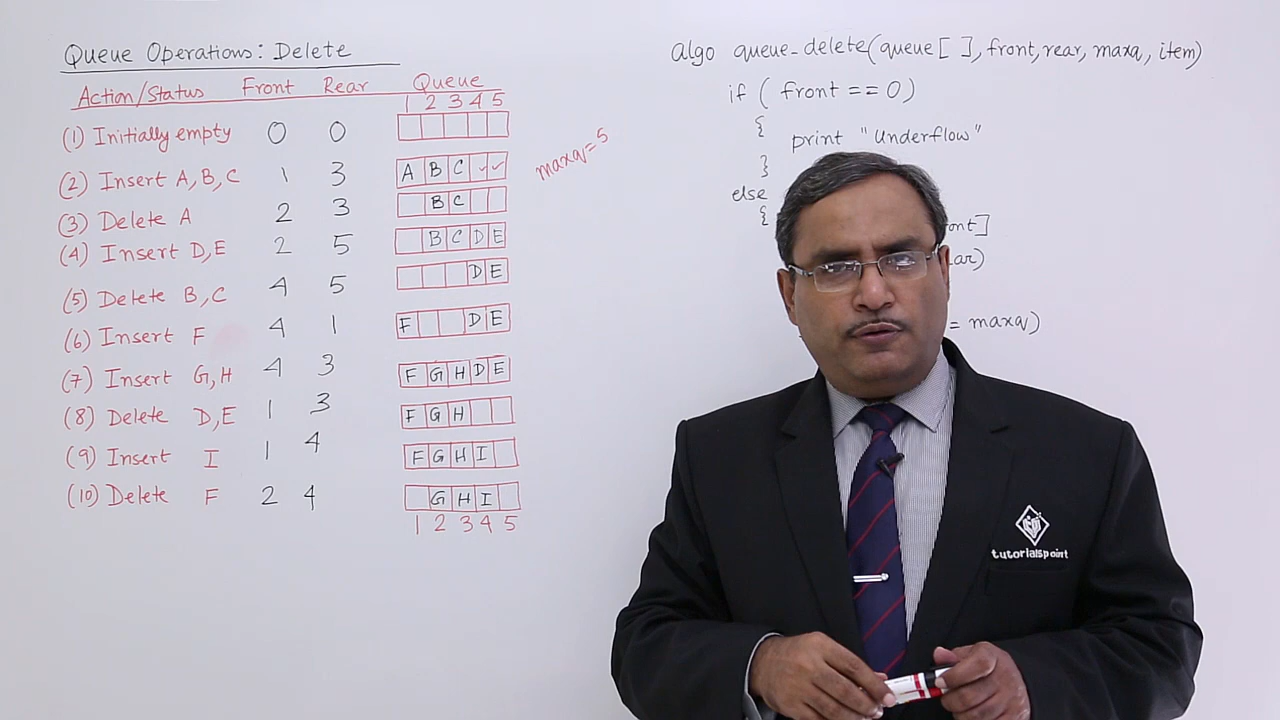 Queue Operations: Delete
Action/Status Front Rear Queue
1 2 3 4 5
(1) Initially empty 0 0
(2) Insert A, B, C 1 3 A B C ✓ ✓
(3) Delete A 2 3 B C
(4) Insert D, E 2 5 B C D E
(5) Delete B, C 4 5 D E
(6) Insert F 4 1 F D E
(7) Insert G, H 4 3 F G H D E
(8) Delete D, E 1 3 F G H
(9) Insert I 1 4 F G H I
(10) Delete F 2 4 G H I
1 2 3 4 5
maxq=5
algo queue-delete(queue[ ], front, rear, maxq, item)
if ( front == 0 )
{
print "Underflow"
}
else
{
ont]
ar)
= maxq)
tutorialspoint